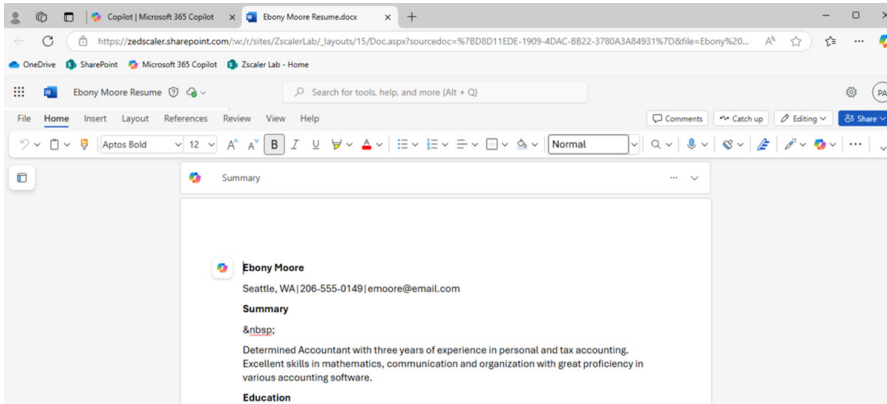 Copilot | Microsoft 365 Copilot
Ebony Moore Resume.docx
https://zedscaler.sharepoint.com/:w:/r/sites/ZscalerLab/_layouts/15/Doc.aspx?sourcedoc=%7BD8D11EDE-1909-4DAC-BB22-3780A3A84931%7D&file=Ebony%20...
OneDrive SharePoint Microsoft 365 Copilot Zscaler Lab - Home
Ebony Moore Resume
Search for tools, help, and more (Alt + Q)
PA
File Home Insert Layout References Review View Help
Comments Catch up Editing Share
Aptos Bold 12 A A B I U A Normal
Summary
Ebony Moore
Seattle, WA|206-555-0149|emoore@email.com
Summary
&nbsp;
Determined Accountant with three years of experience in personal and tax accounting.
Excellent skills in mathematics, communication and organization with great proficiency in
various accounting software.
Education